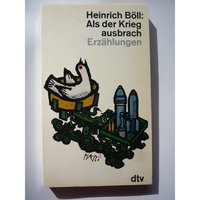 Heinrich Böll:
Als der Krieg
ausbrach
Erzählungen
dtv